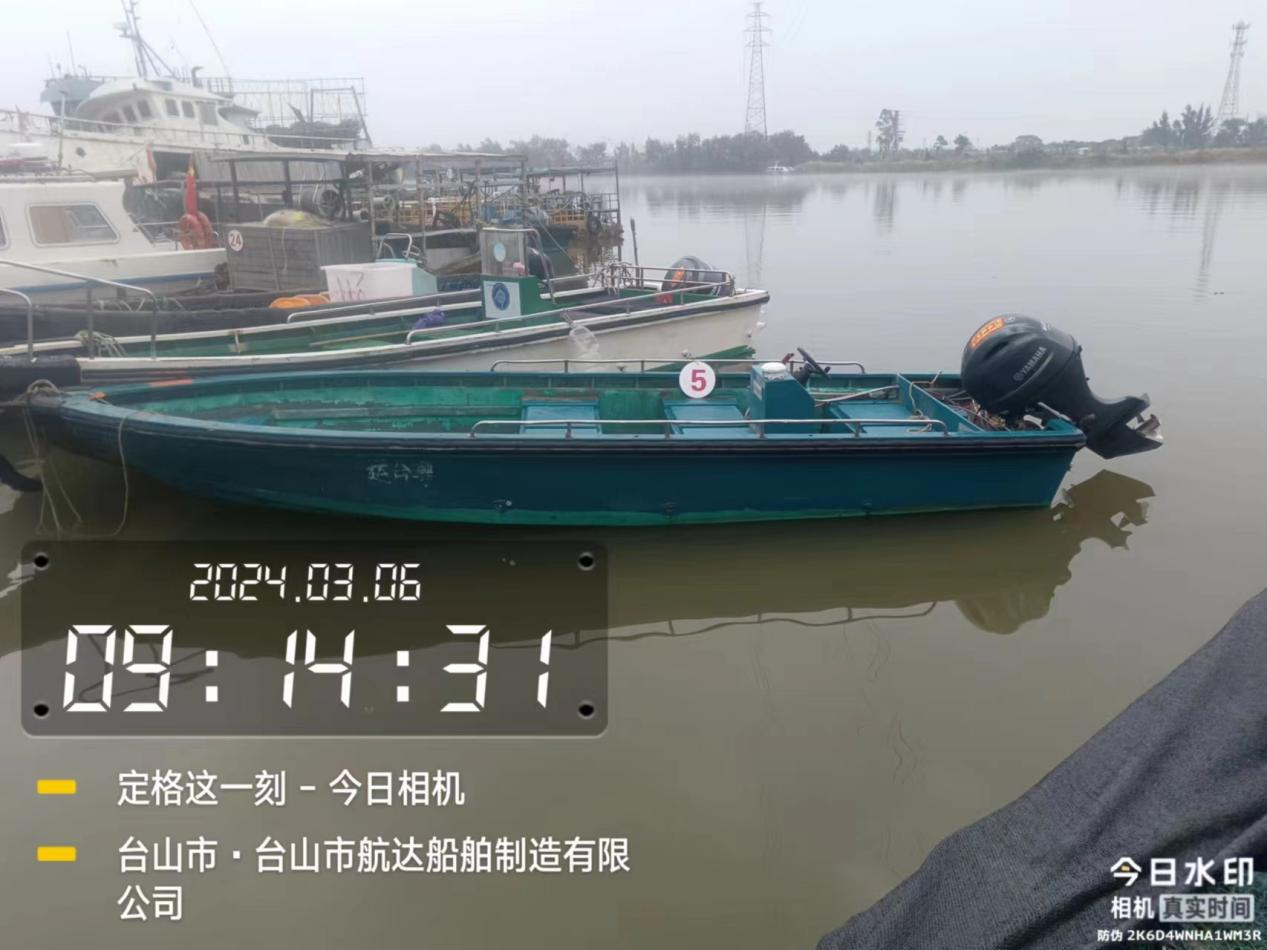 24
5
YAMAHA
2024.03.06
09:14:31
定格这一刻 - 今日相机
台山市·台山市航达船舶制造有限
公司
今日水印
相机 真实时间
防伪 2K6D4WNHA1WM3R